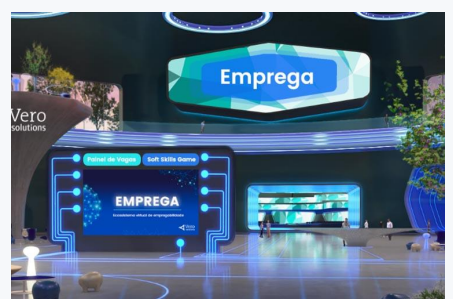 Emprega
Vero
solutions
Painel de Vagas
Soft Skills Game
EMPREGA
Ecossistema virtual de empregabilidade